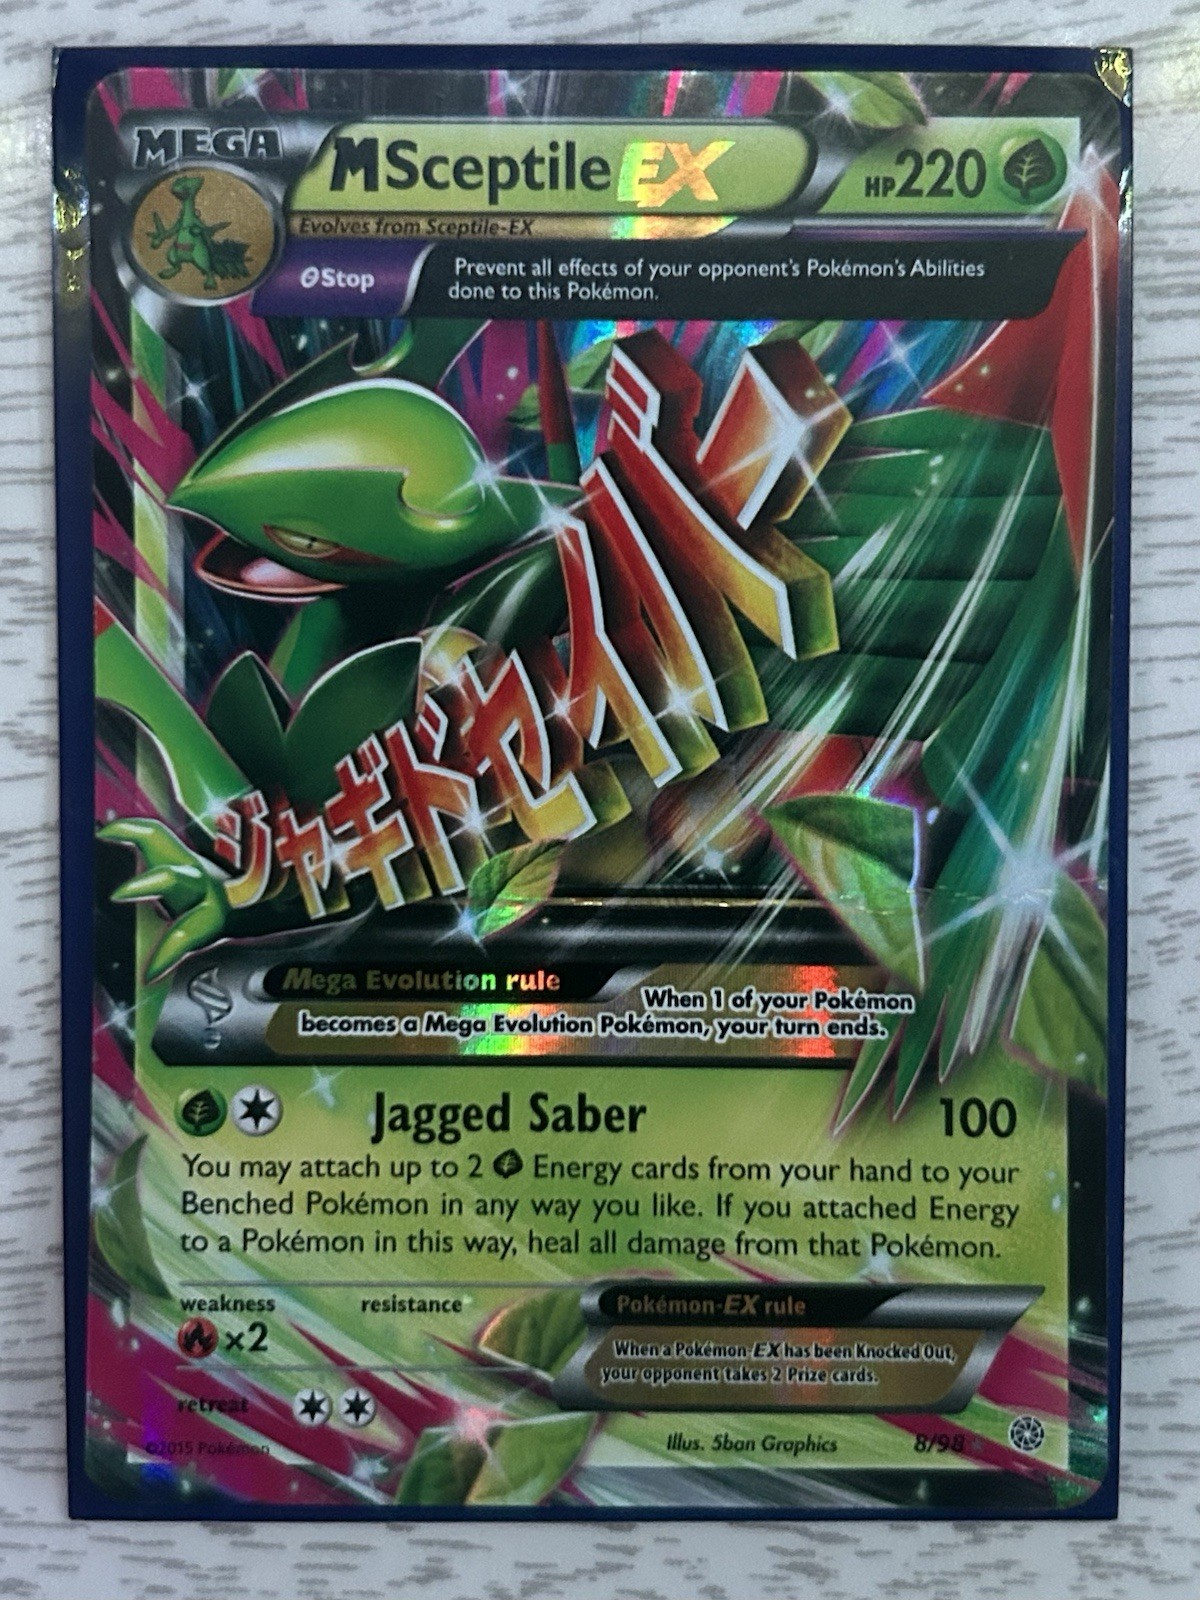 MEGA
M Sceptile EX
HP220
Evolves from Sceptile-EX
θStop
Prevent all effects of your opponent's Pokémon's Abilities
done to this Pokémon.
ジャギドセイバー
Mega Evolution rule
When 1 of your Pokémon
becomes a Mega Evolution Pokémon, your turn ends.
Jagged Saber
100
You may attach up to 2 Energy cards from your hand to your
Benched Pokémon in any way you like. If you attached Energy
to a Pokémon in this way, heal all damage from that Pokémon.
weakness
resistance
×2
Pokémon-EX rule
When a Pokémon-EX has been Knocked Out,
your opponent takes 2 Prize cards.
retreat
©2015 Pokémon
Illus. 5ban Graphics
8/98